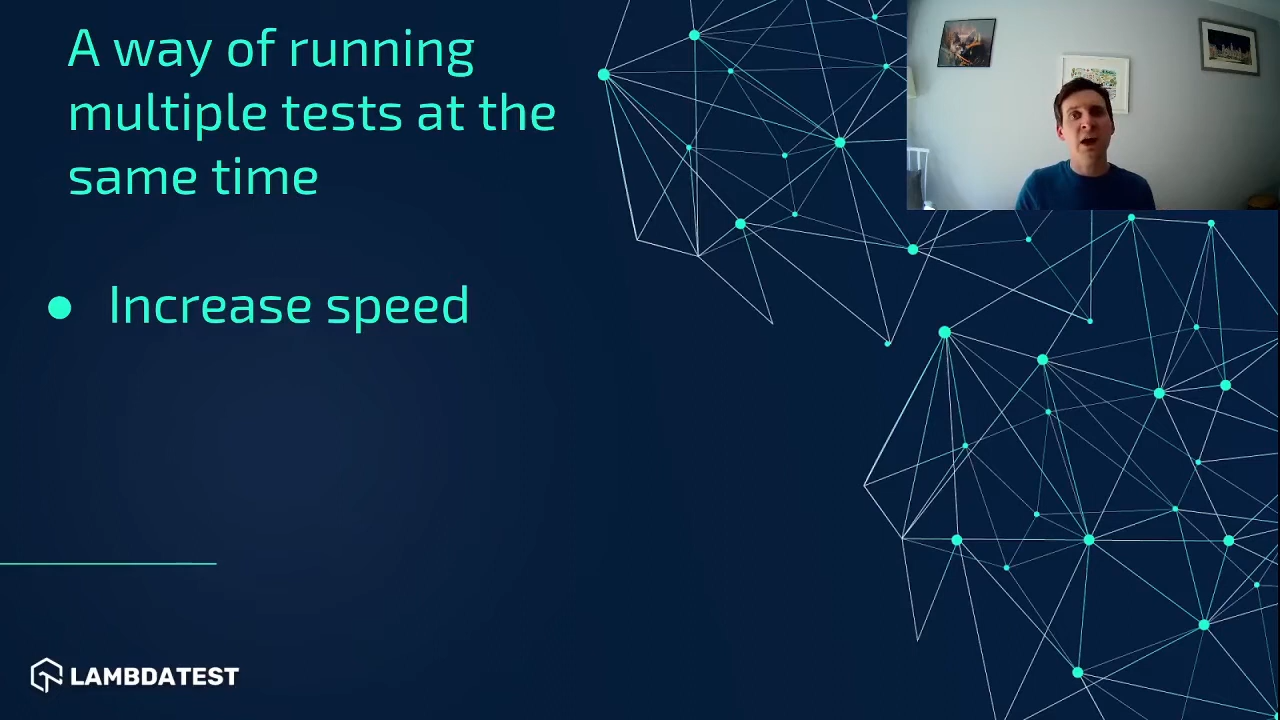 A way of running
multiple tests at the
same time
● Increase speed
LAMBDATEST